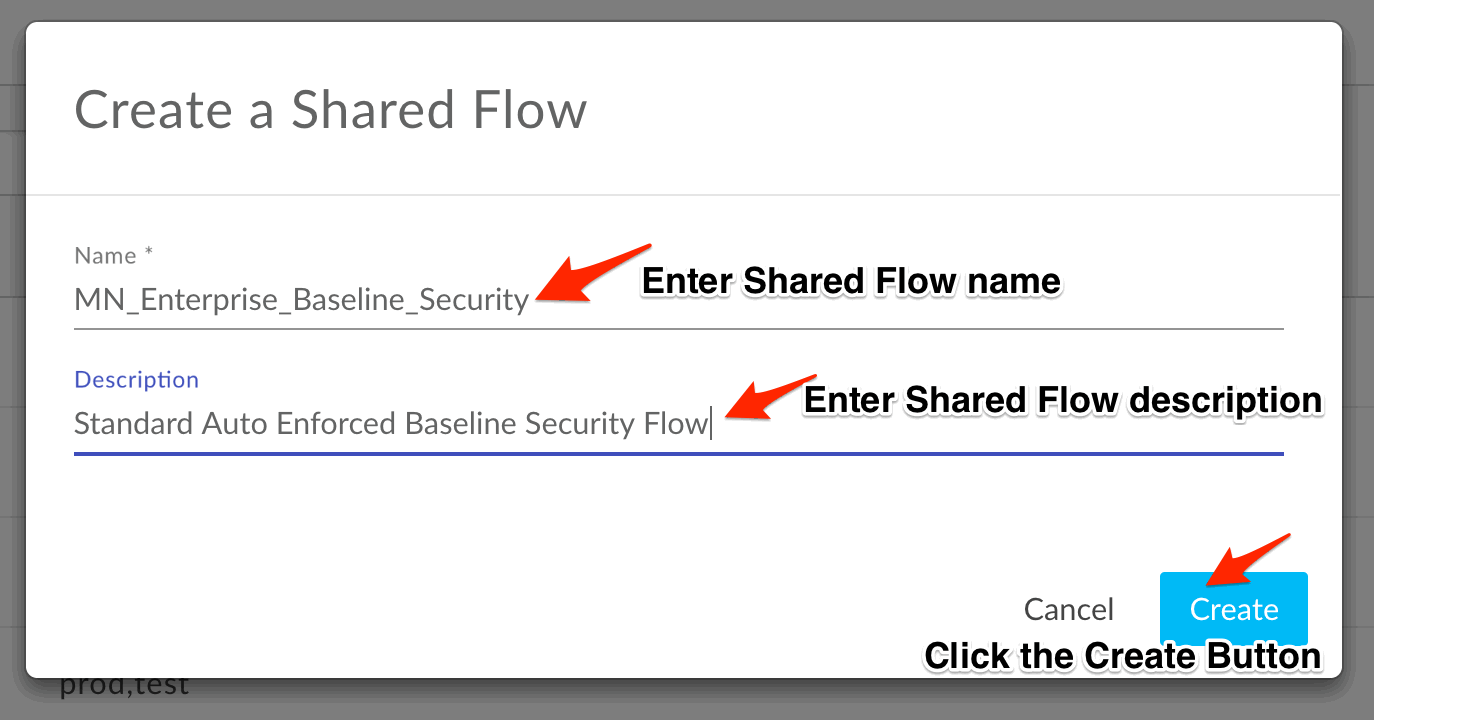 Create a Shared Flow
Name *
MN_Enterprise_Baseline_Security
Enter Shared Flow name
Description
Standard Auto Enforced Baseline Security Flow
Enter Shared Flow description
Cancel
Create
Click the Create Button
prod,test